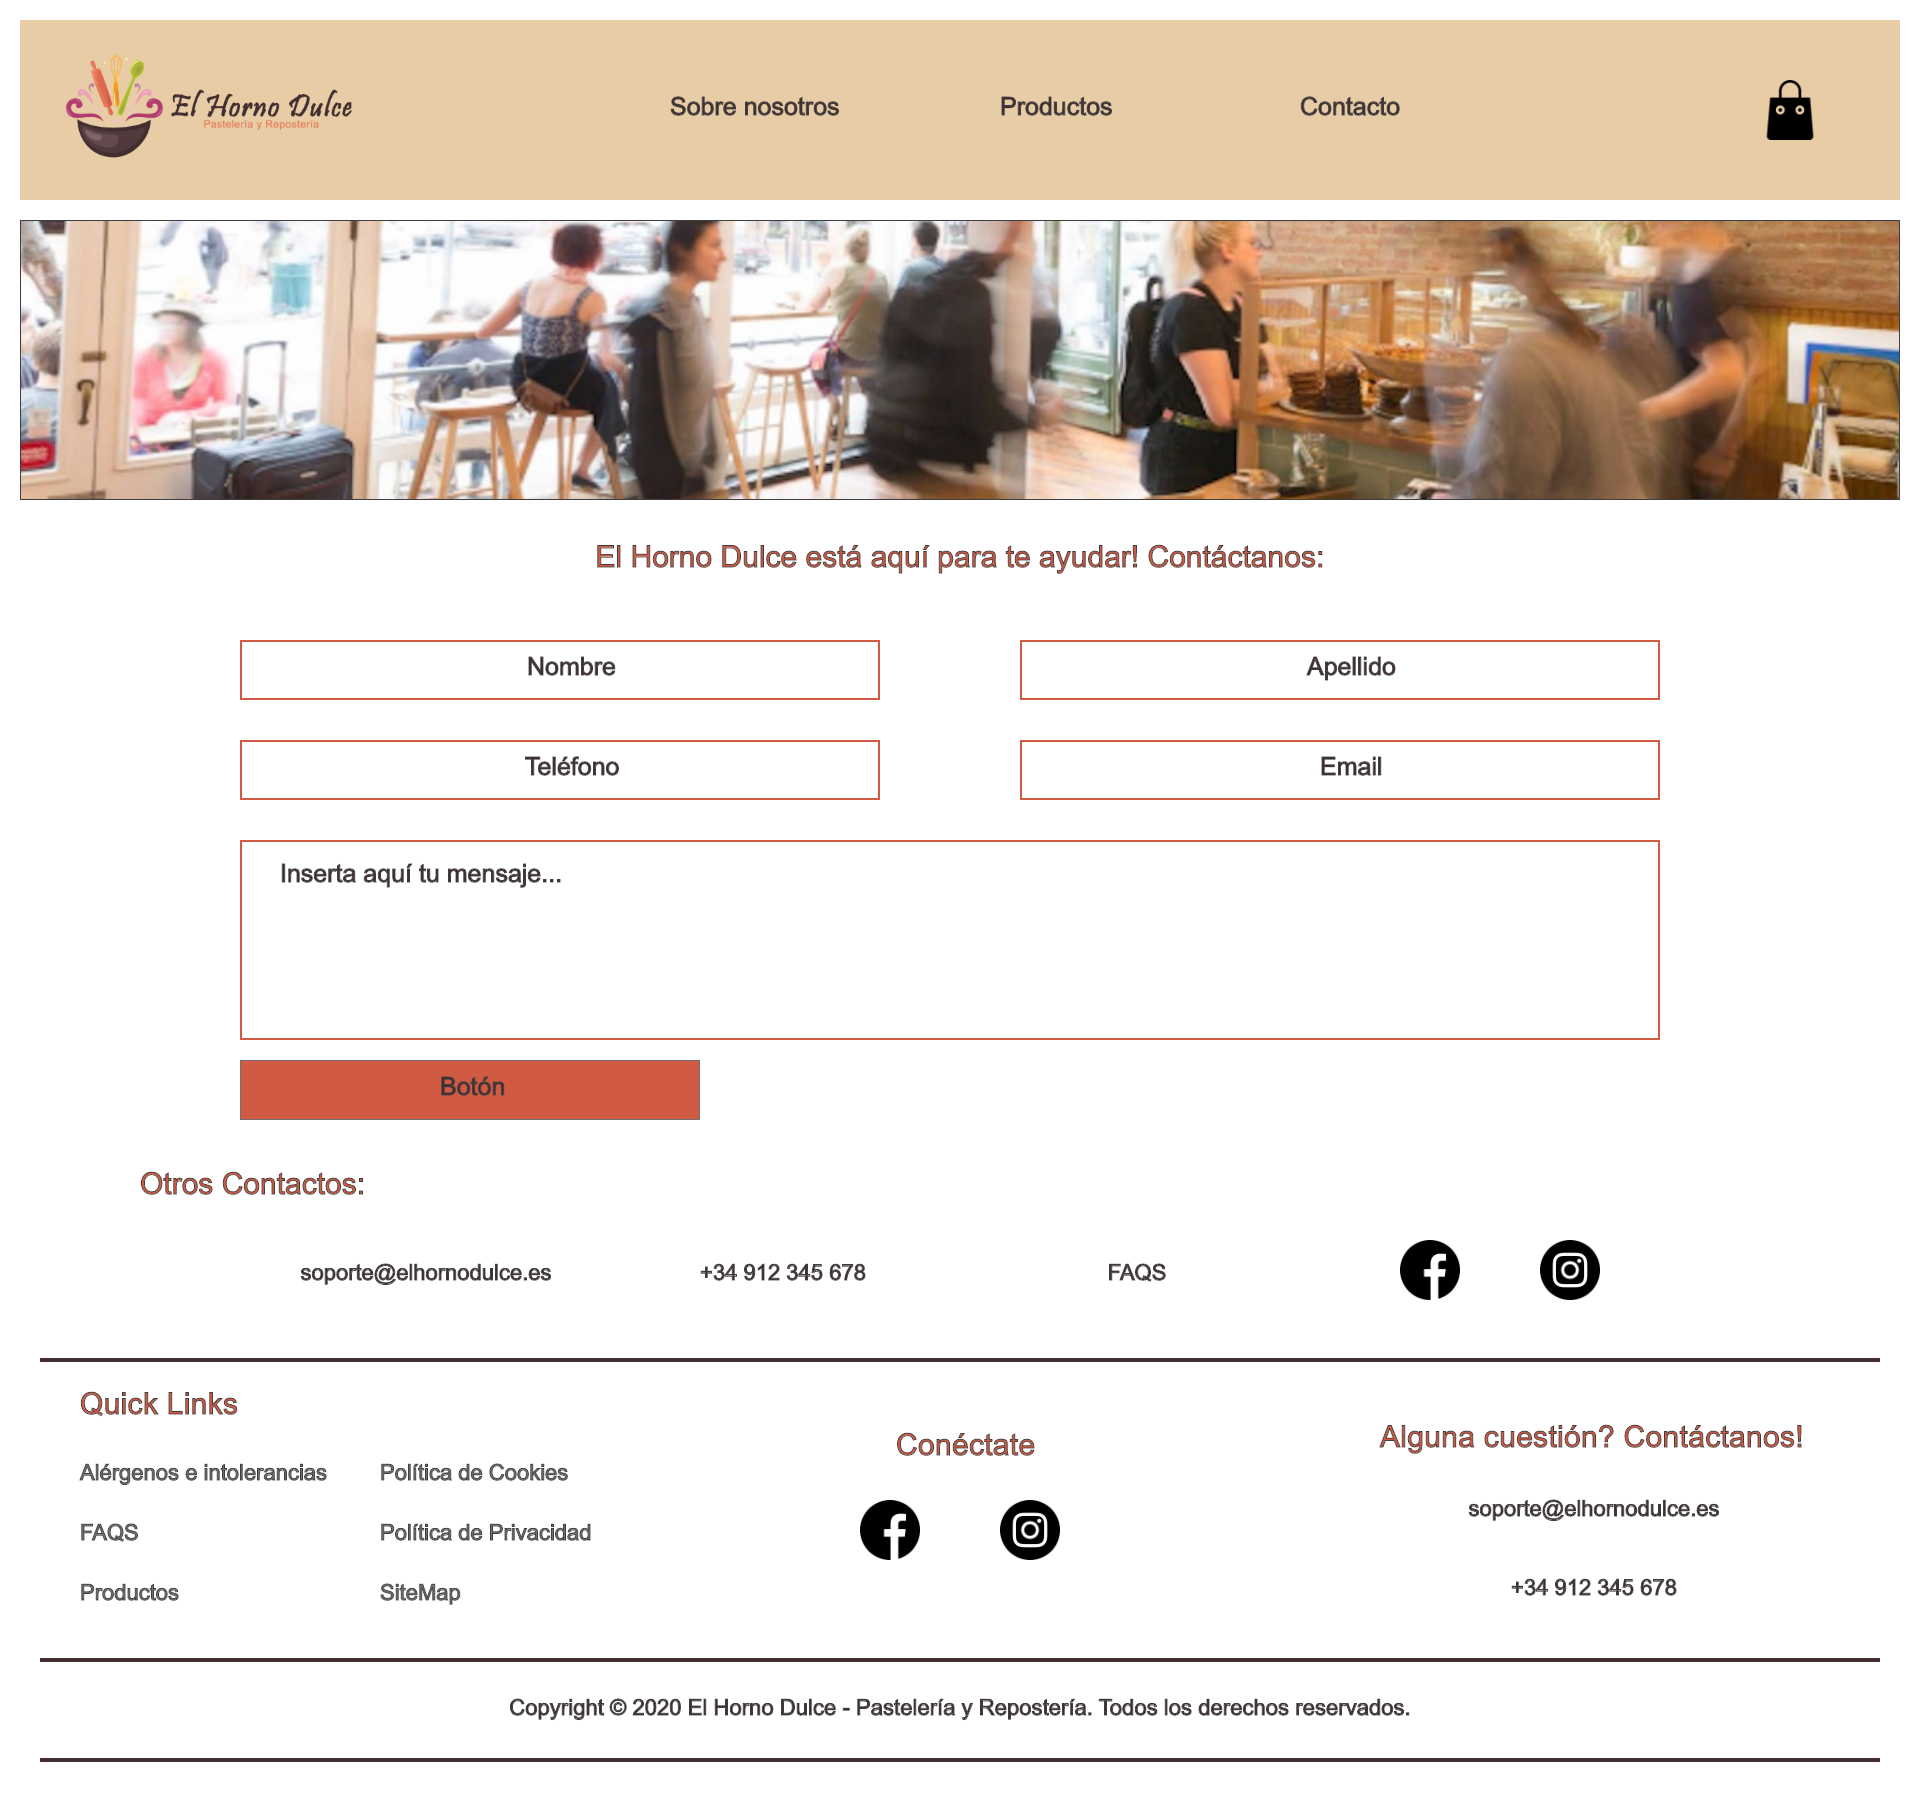 El Horno Dulce
Pastelería y Repostería
Sobre nosotros
Productos
Contacto
El Horno Dulce está aquí para te ayudar! Contáctanos:
Nombre
Apellido
Teléfono
Email
Inserta aquí tu mensaje...
Botón
Otros Contactos:
soporte@elhornodulce.es
+34 912 345 678
FAQS
Quick Links
Alérgenos e intolerancias
Política de Cookies
FAQS
Política de Privacidad
Productos
SiteMap
Conéctate
Alguna cuestión? Contáctanos!
soporte@elhornodulce.es
+34 912 345 678
Copyright © 2020 El Horno Dulce - Pastelería y Repostería. Todos los derechos reservados.